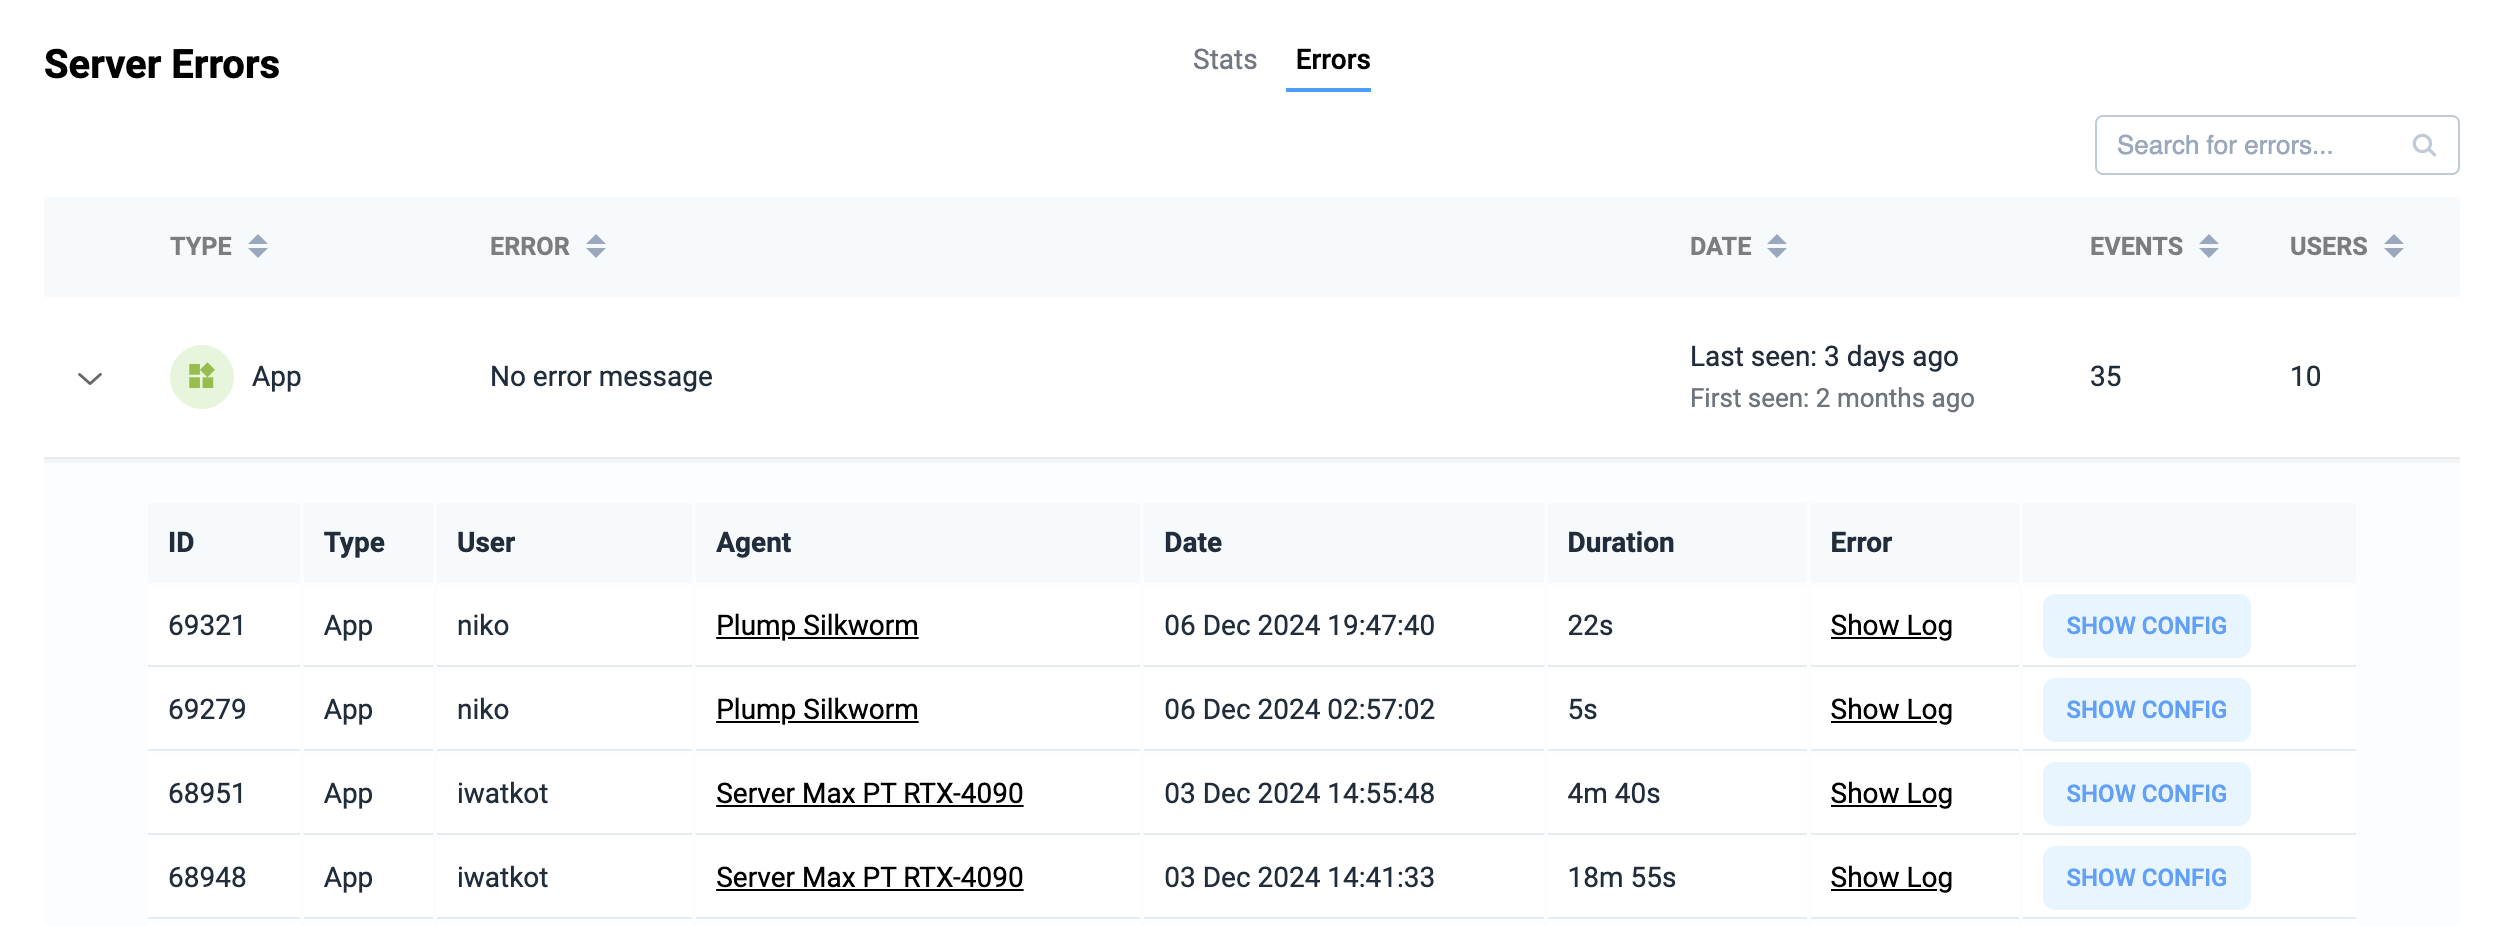 Server Errors
Stats Errors
Search for errors...
TYPE ERROR DATE EVENTS USERS
App No error message Last seen: 3 days ago 35 10
First seen: 2 months ago
ID Type User Agent Date Duration Error
69321 App niko Plump Silkworm 06 Dec 2024 19:47:40 22s Show Log SHOW CONFIG
69279 App niko Plump Silkworm 06 Dec 2024 02:57:02 5s Show Log SHOW CONFIG
68951 App iwatkot Server Max PT RTX-4090 03 Dec 2024 14:55:48 4m 40s Show Log SHOW CONFIG
68948 App iwatkot Server Max PT RTX-4090 03 Dec 2024 14:41:33 18m 55s Show Log SHOW CONFIG